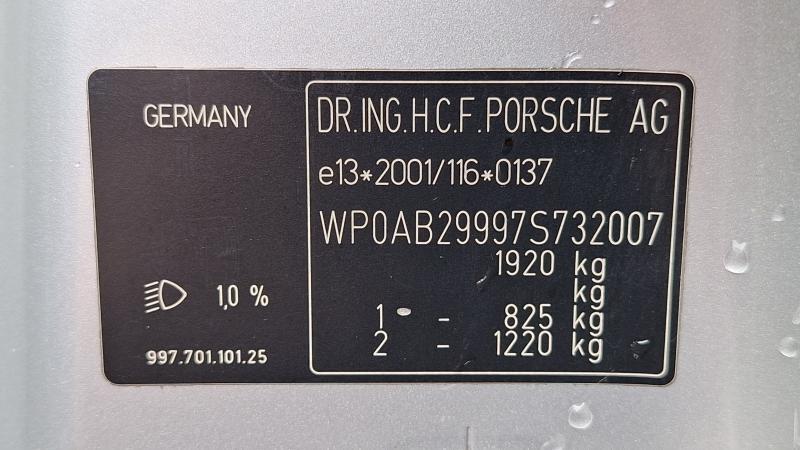 GERMANY
DR.ING.H.C.F.PORSCHE AG
e13*2001/116*0137
WP0AB29997S732007
1920 kg
kg
1 - 825 kg
2 - 1220 kg
1,0 %
997.701.101.25